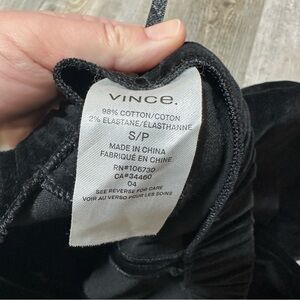 VINCE.
98% COTTON/COTON
2% ELASTANE/ÉLASTHANNE
S/P
MADE IN CHINA
FABRIQUÉ EN CHINE
RN#106730
CA#34460
04
SEE REVERSE FOR CARE
VOIR AU VERSO POUR LES SOINS